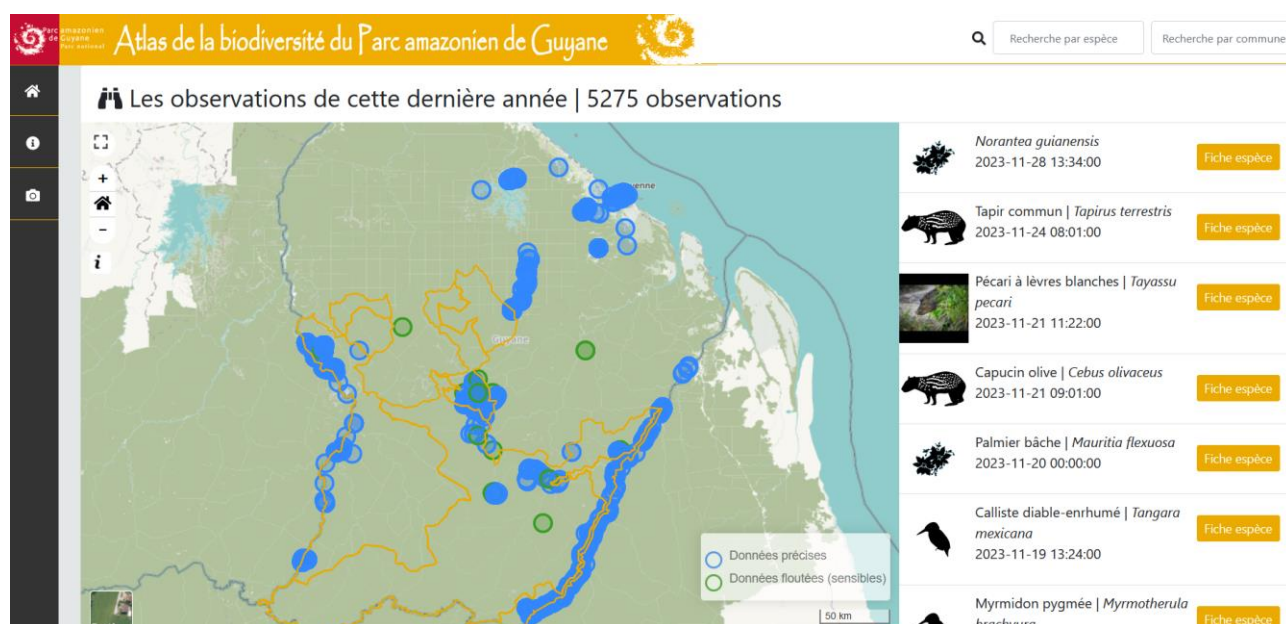 Parc amazonien
de Guyane
Parc national
Atlas de la biodiversité du Parc amazonien de Guyane
Recherche par espèce
Recherche par commune
Les observations de cette dernière année | 5275 observations
+
-
i
enne
Guyane
Données précises
Données floutées (sensibles)
50 km
Norantea guianensis
2023-11-28 13:34:00
Fiche espèce
Tapir commun | Tapirus terrestris
2023-11-24 08:01:00
Fiche espèce
Pécari à lèvres blanches | Tayassu
pecari
2023-11-21 11:22:00
Fiche espèce
Capucin olive | Cebus olivaceus
2023-11-21 09:01:00
Fiche espèce
Palmier bâche | Mauritia flexuosa
2023-11-20 00:00:00
Fiche espèce
Calliste diable-enrhumé | Tangara
mexicana
2023-11-19 13:24:00
Fiche espèce
Myrmidon pygmée | Myrmotherula
brachyura
Fiche espèce